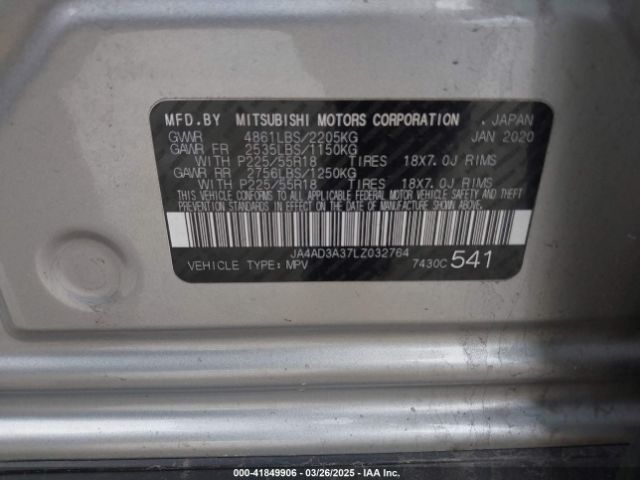 MFD.BY MITSUBISHI MOTORS CORPORATION , JAPAN
GVWR 4861LBS/2205KG JAN 2020
GAWR FR 2535LBS/1150KG
WITH P225/55R18 TIRES 18X7.0J RIMS
GAWR RR 2756LBS/1250KG
WITH P225/55R18 TIRES 18X7.0J RIMS
THIS VEHICLE CONFORMS TO ALL APPLICABLE FEDERAL MOTOR VEHICLE SAFETY AND THEFT
PREVENTION STANDARDS IN EFFECT ON THE DATE OF MANUFACTURE SHOWN ABOVE.
JA4AD3A37LZ032764
VEHICLE TYPE: MPV 7430C 541
000-41849906 - 03/26/2025 - IAA Inc.